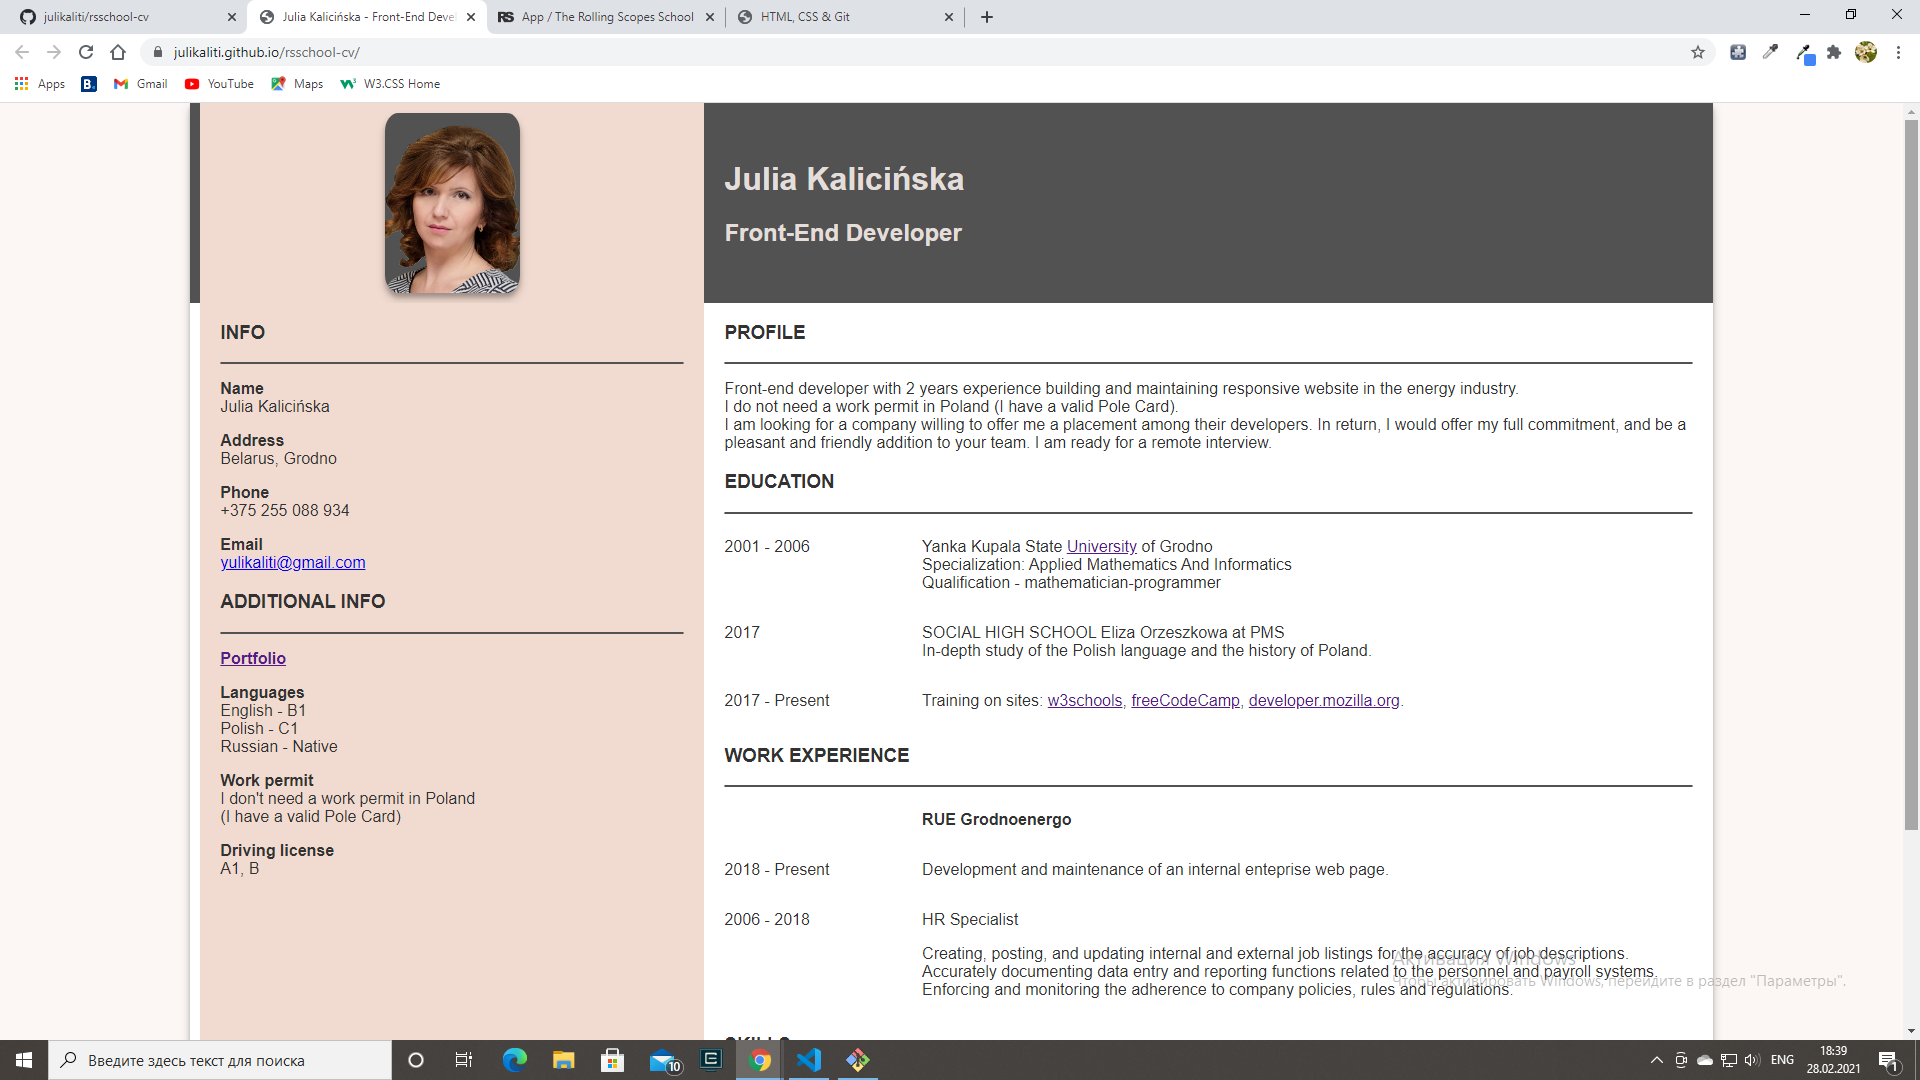 julikaliti/rsschool-cv
Julia Kalicińska - Front-End Devel
App / The Rolling Scopes School
HTML, CSS & Git
julikaliti.github.io/rsschool-cv/
Apps
B.
Gmail
YouTube
Maps
W3.CSS Home
Julia Kalicińska
Front-End Developer
INFO
Name
Julia Kalicińska
Address
Belarus, Grodno
Phone
+375 255 088 934
Email
yulikaliti@gmail.com
ADDITIONAL INFO
Portfolio
Languages
English - B1
Polish - C1
Russian - Native
Work permit
I don't need a work permit in Poland
(I have a valid Pole Card)
Driving license
A1, B
PROFILE
Front-end developer with 2 years experience building and maintaining responsive website in the energy industry.
I do not need a work permit in Poland (I have a valid Pole Card).
I am looking for a company willing to offer me a placement among their developers. In return, I would offer my full commitment, and be a
pleasant and friendly addition to your team. I am ready for a remote interview.
EDUCATION
2001 - 2006 Yanka Kupala State University of Grodno
Specialization: Applied Mathematics And Informatics
Qualification - mathematician-programmer
2017 SOCIAL HIGH SCHOOL Eliza Orzeszkowa at PMS
In-depth study of the Polish language and the history of Poland.
2017 - Present Training on sites: w3schools, freeCodeCamp, developer.mozilla.org.
WORK EXPERIENCE
RUE Grodnoenergo
2018 - Present Development and maintenance of an internal enteprise web page.
2006 - 2018 HR Specialist
Creating, posting, and updating internal and external job listings for the accuracy of job descriptions.
Accurately documenting data entry and reporting functions related to the personnel and payroll systems.
Enforcing and monitoring the adherence to company policies, rules and regulations.
Активация Windows
Чтобы активировать Windows, перейдите в раздел "Параметры".
SKILLS
Введите здесь текст для поиска
10
ENG
18:39
28.02.2021
1